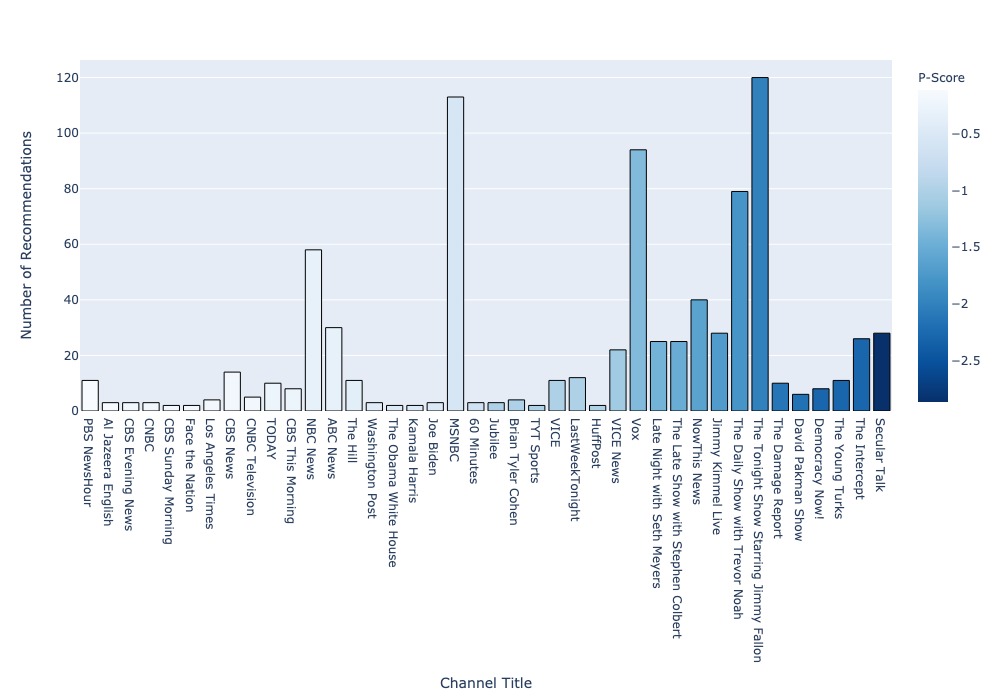 P-Score
120
100
80
60
40
20
0
Number of Recommendations
−0.5
−1
−1.5
−2
−2.5
PBS NewsHour
Al Jazeera English
CBS Evening News
CNBC
CBS Sunday Morning
Face the Nation
Los Angeles Times
CBS News
CNBC Television
TODAY
CBS This Morning
NBC News
ABC News
The Hill
Washington Post
The Obama White House
Kamala Harris
Joe Biden
MSNBC
60 Minutes
Jubilee
Brian Tyler Cohen
TYT Sports
VICE
LastWeekTonight
HuffPost
VICE News
Vox
Late Night with Seth Meyers
The Late Show with Stephen Colbert
NowThis News
Jimmy Kimmel Live
The Daily Show with Trevor Noah
The Tonight Show Starring Jimmy Fallon
The Damage Report
David Pakman Show
Democracy Now!
The Young Turks
The Intercept
Secular Talk
Channel Title